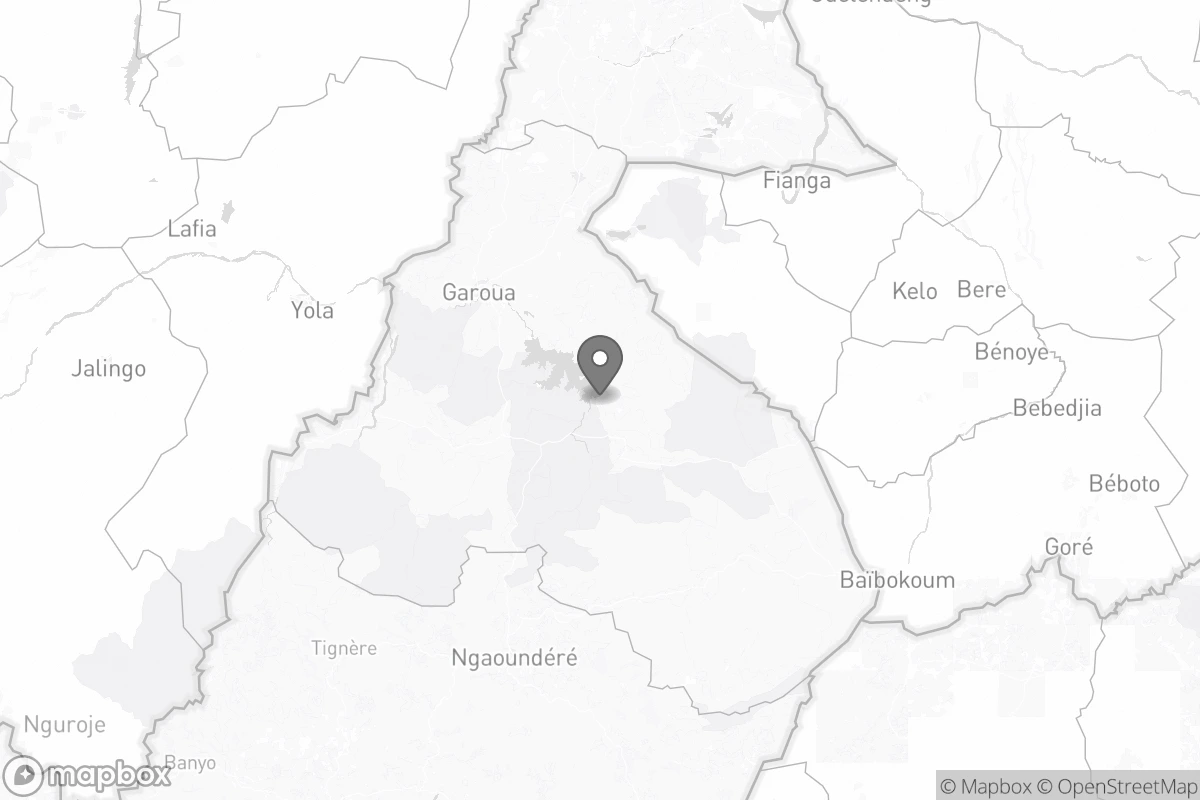 Fianga
Lafia
Garoua
Kelo
Bere
Yola
Bénoye
Jalingo
Bebedjia
Béboto
Goré
Baïbokoum
Tignère
Ngaoundéré
Nguroje
Banyo
mapbox
© Mapbox © OpenStreetMap